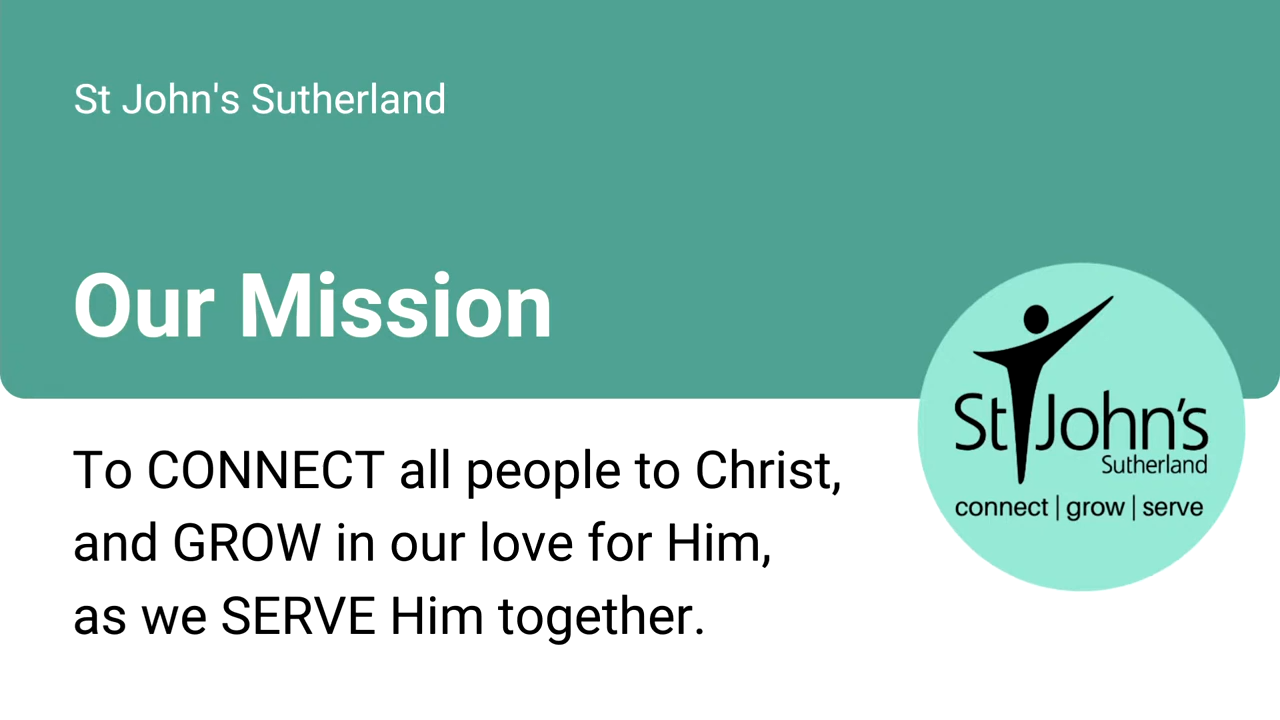 St John's Sutherland
Our Mission
To CONNECT all people to Christ,
and GROW in our love for Him,
as we SERVE Him together.
St John's
Sutherland
connect | grow | serve